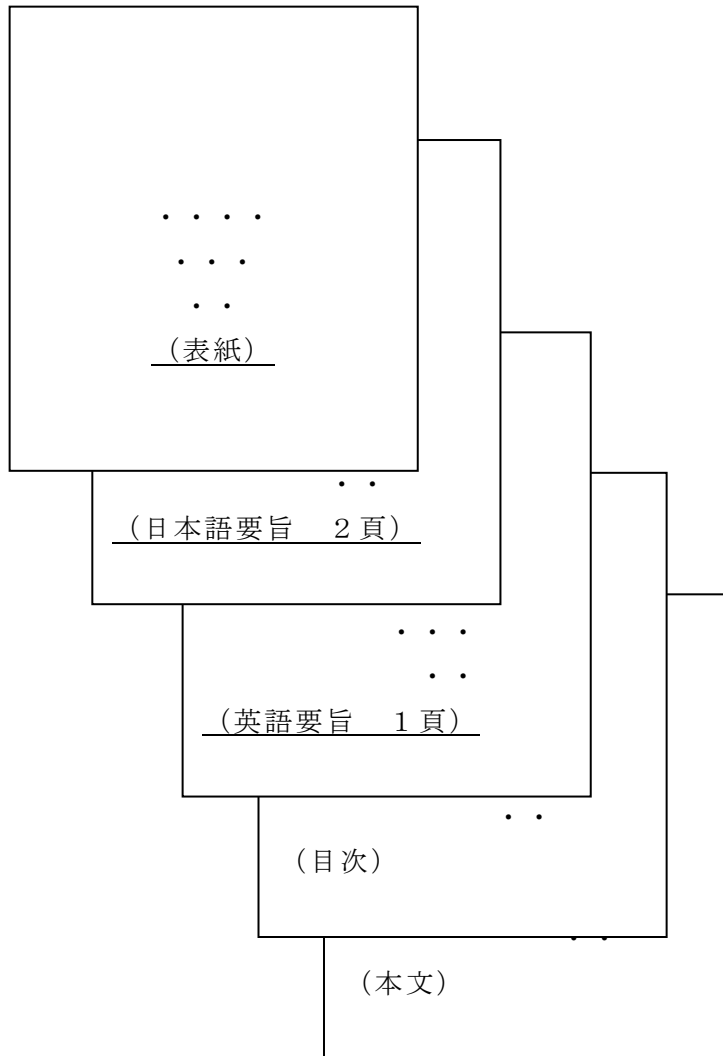 ・・・・
・・・
・・
（表紙）
・・
（日本語要旨　２頁）
・・・
・・
（英語要旨　１頁）
・・
（目次）
・・
（本文）